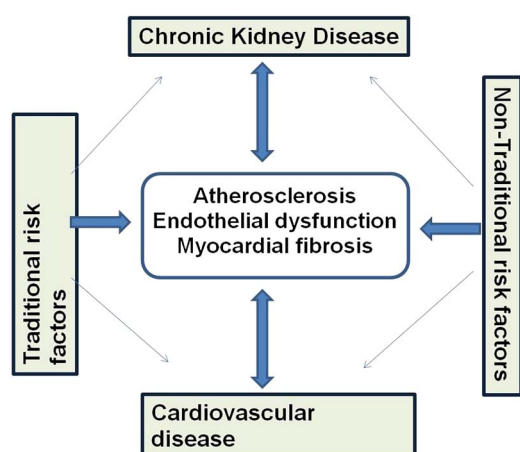 Chronic Kidney Disease
Traditional risk
factors
Atherosclerosis
Endothelial dysfunction
Myocardial fibrosis
Non-Traditional risk factors
Cardiovascular
disease